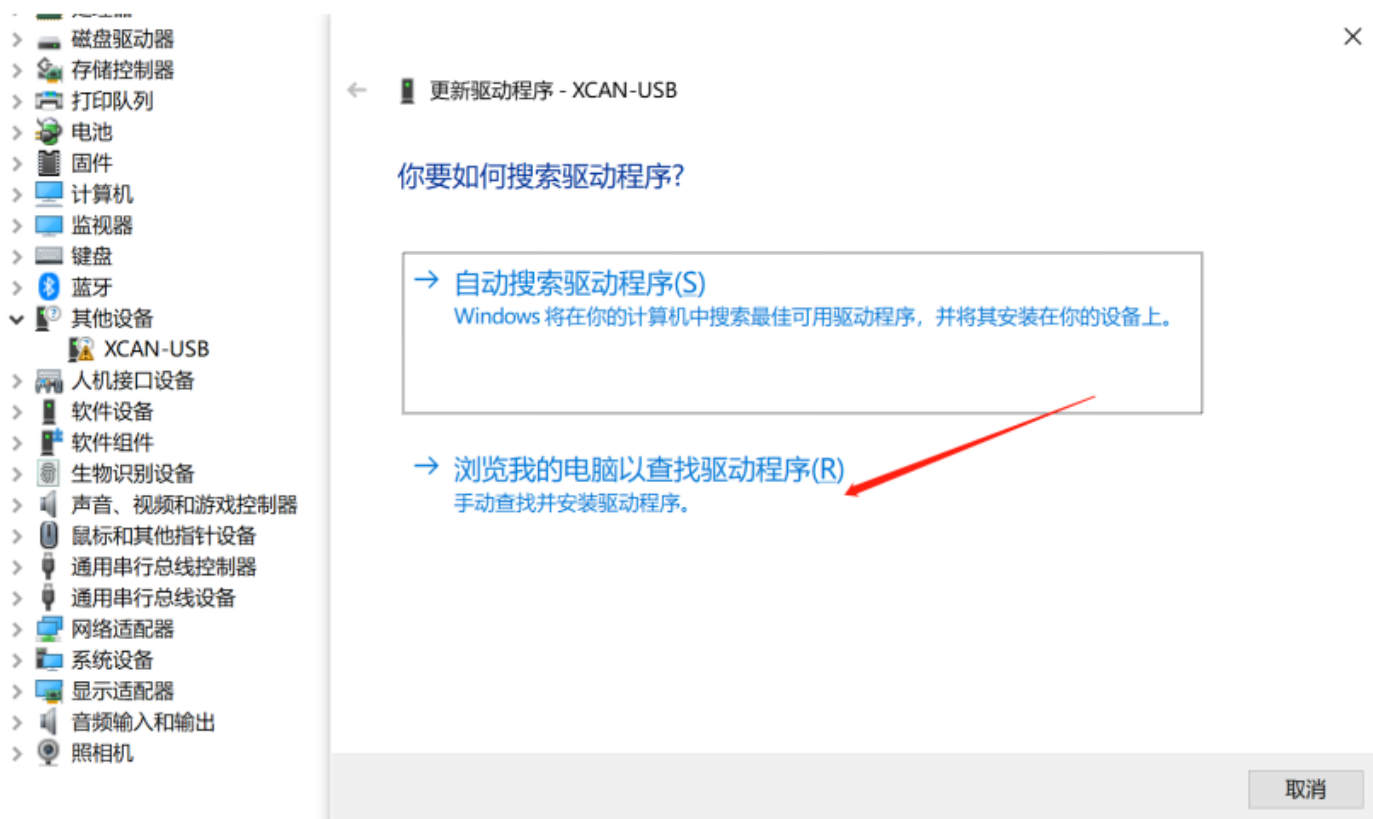 磁盘驱动器
存储控制器
打印队列
电池
固件
计算机
监视器
键盘
蓝牙
其他设备
XCAN-USB
人机接口设备
软件设备
软件组件
生物识别设备
声音、视频和游戏控制器
鼠标和其他指针设备
通用串行总线控制器
通用串行总线设备
网络适配器
系统设备
显示适配器
音频输入和输出
照相机
更新驱动程序 - XCAN-USB
你要如何搜索驱动程序?
自动搜索驱动程序(S)
Windows 将在你的计算机中搜索最佳可用驱动程序，并将其安装在你的设备上。
浏览我的电脑以查找驱动程序(R)
手动查找并安装驱动程序。
取消